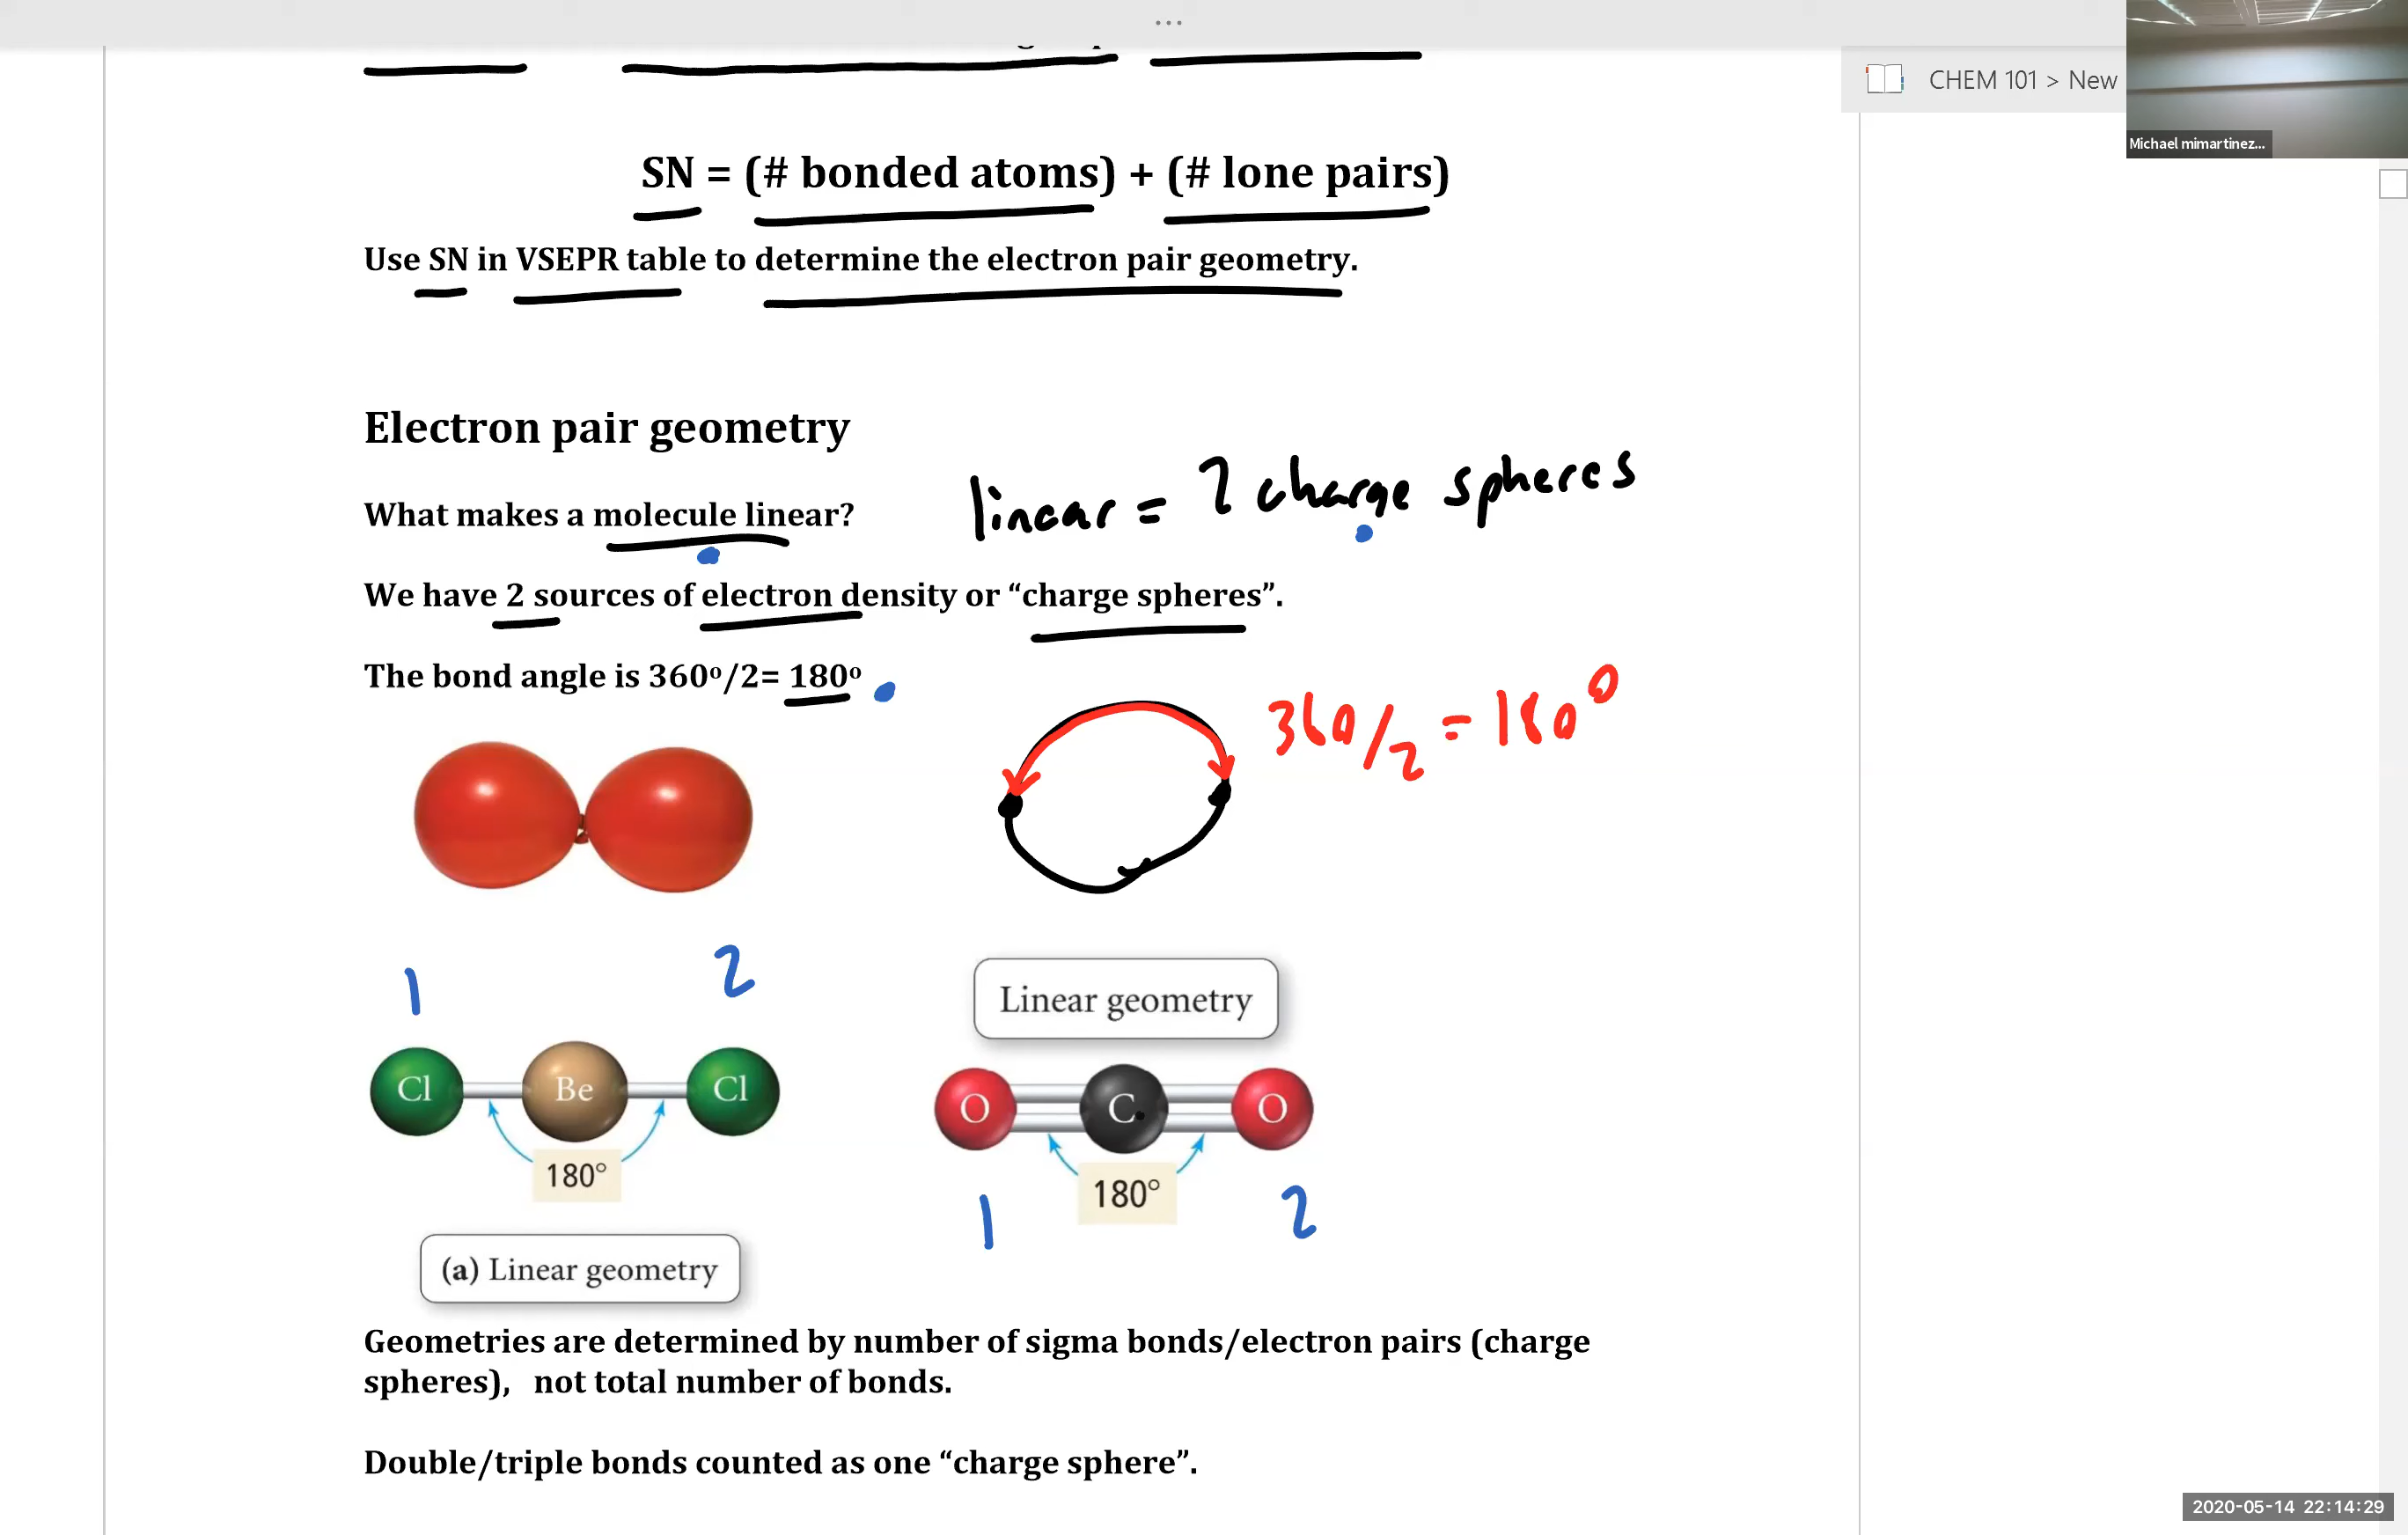 ...
CHEM 101 > New
Michael mimartinez...
SN = (# bonded atoms) + (# lone pairs)
Use SN in VSEPR table to determine the electron pair geometry.
Electron pair geometry
linear = 2 charge spheres
What makes a molecule linear?
We have 2 sources of electron density or “charge spheres”.
The bond angle is 360º/2= 180º
360/2 = 180º
1 2
Linear geometry
Cl Be Cl
O C O
180°
180°
1 2
(a) Linear geometry
Geometries are determined by number of sigma bonds/electron pairs (charge
spheres), not total number of bonds.
Double/triple bonds counted as one “charge sphere”.
2020-05-14 22:14:29